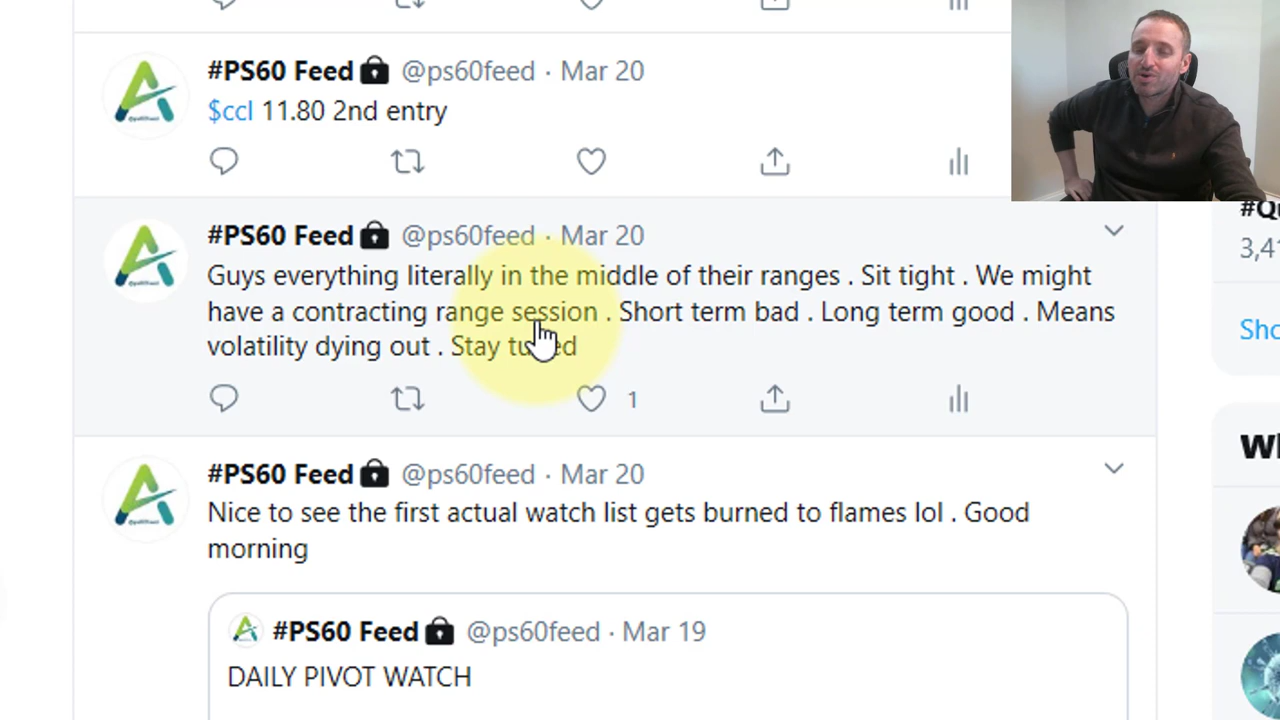 #PS60 Feed @ps60feed · Mar 20
$ccl 11.80 2nd entry
#PS60 Feed @ps60feed · Mar 20
Guys everything literally in the middle of their ranges . Sit tight . We might
have a contracting range session . Short term bad . Long term good . Means
volatility dying out . Stay tuned
1
#PS60 Feed @ps60feed · Mar 20
Nice to see the first actual watch list gets burned to flames lol . Good
morning
#PS60 Feed @ps60feed · Mar 19
DAILY PIVOT WATCH